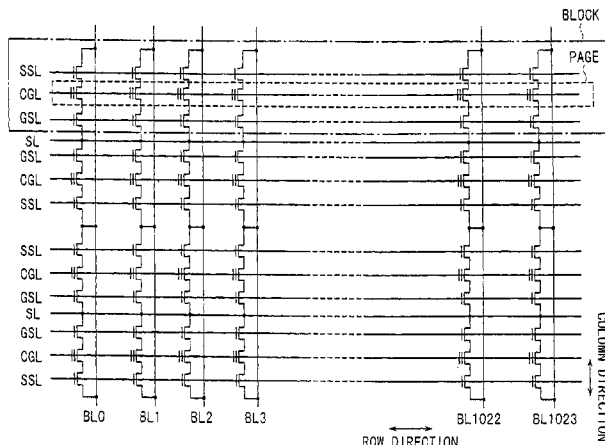 BLOCK
PAGE
SSL
CGL
GSL
SL
GSL
CGL
SSL
SSL
CGL
GSL
SL
GSL
CGL
SSL
BL0 BL1 BL2 BL3 BL1022 BL1023
ROW DIRECTION
COLUMN DIRECTION